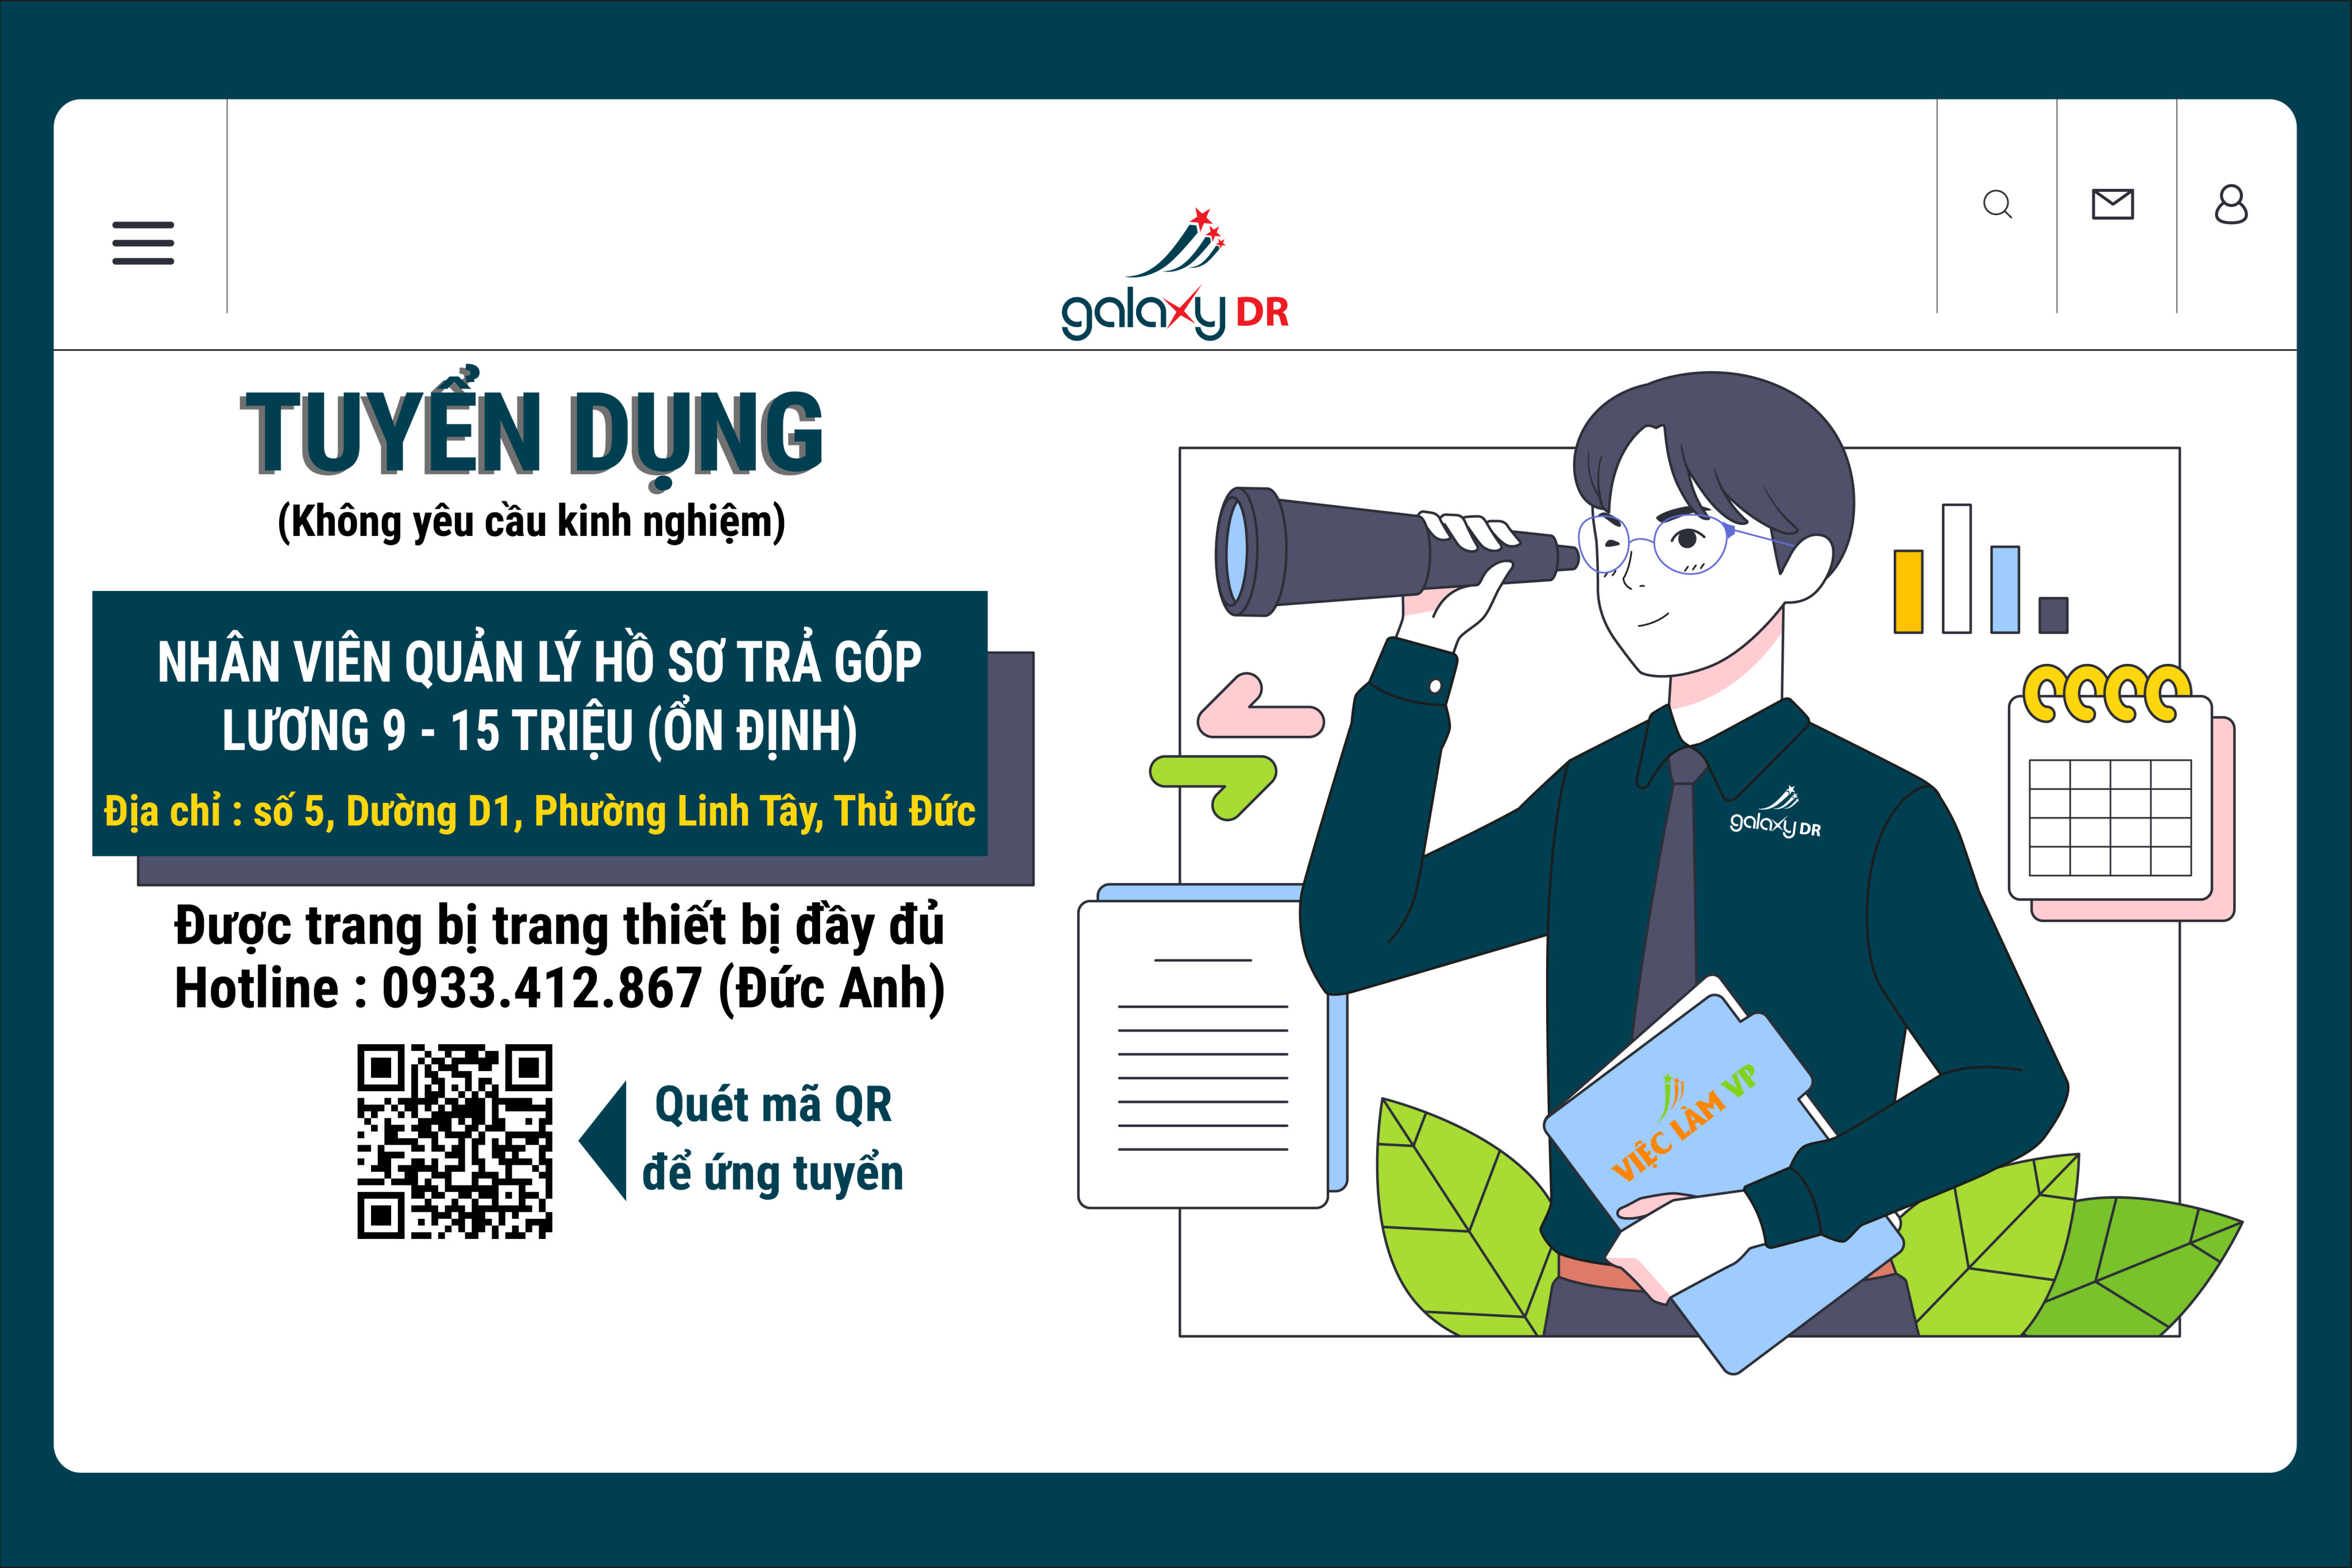 galaxy DR
TUYỂN DỤNG
(Không yêu cầu kinh nghiệm)
NHÂN VIÊN QUẢN LÝ HỒ SƠ TRẢ GÓP
LƯƠNG 9 - 15 TRIỆU (ỔN ĐỊNH)
Địa chỉ : số 5, Dường D1, Phường Linh Tây, Thủ Đức
Được trang bị trang thiết bị đầy đủ
Hotline : 0933.412.867 (Đức Anh)
Quét mã QR
để ứng tuyển
galaxy DR
VIỆC LÀM VP